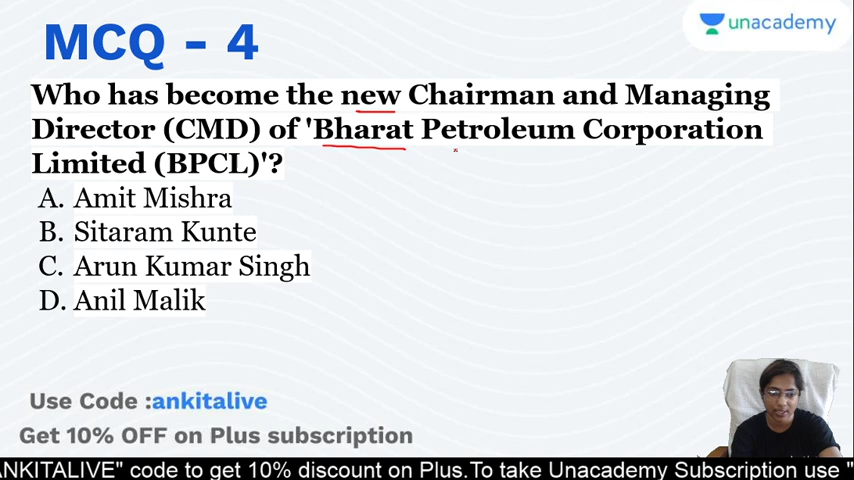 MCQ - 4
unacademy
Who has become the new Chairman and Managing
Director (CMD) of 'Bharat Petroleum Corporation
Limited (BPCL)'?
A. Amit Mishra
B. Sitaram Kunte
C. Arun Kumar Singh
D. Anil Malik
Use Code :ankitalive
Get 10% OFF on Plus subscription
ANKITALIVE" code to get 10% discount on Plus.To take Unacademy Subscription use "